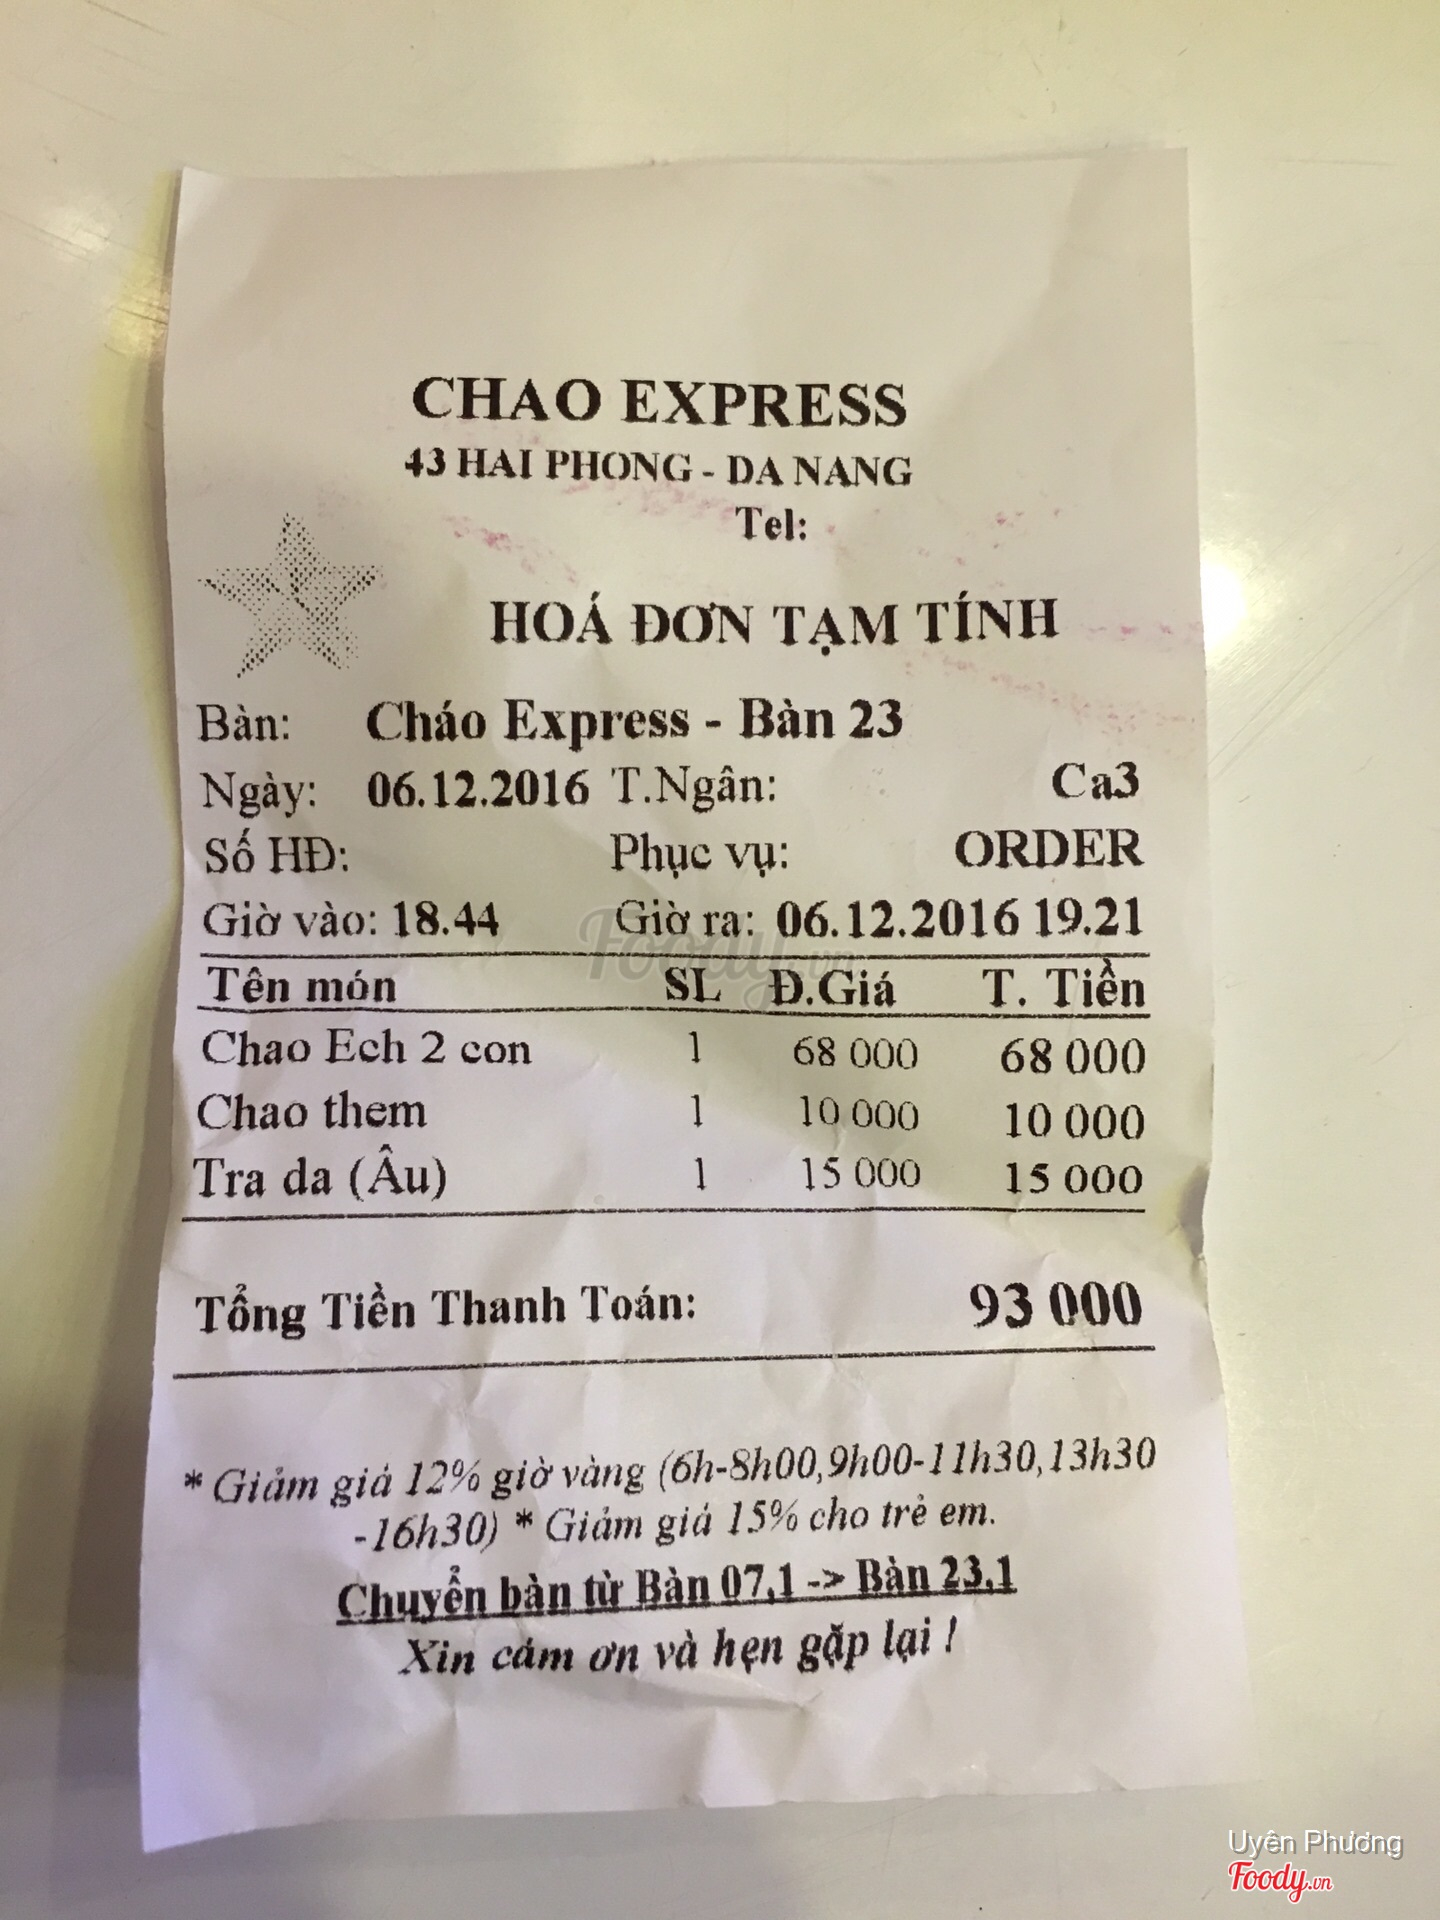 CHAO EXPRESS
43 HAI PHONG - DA NANG
Tel:
HOÁ ĐƠN TẠM TÍNH
Bàn: Cháo Express - Bàn 23
Ngày: 06.12.2016 T.Ngân: Ca3
Số HĐ: Phục vụ: ORDER
Giờ vào: 18.44 Giờ ra: 06.12.2016 19.21
Foody.vn
Tên món SL Đ.Giá T. Tiền
Chao Ech 2 con 1 68 000 68 000
Chao them 1 10 000 10 000
Tra da (Âu) 1 15 000 15 000
Tổng Tiền Thanh Toán: 93 000
* Giảm giá 12% giờ vàng (6h-8h00,9h00-11h30,13h30
-16h30) * Giảm giá 15% cho trẻ em.
Chuyển bàn từ Bàn 07,1 -> Bàn 23,1
Xin cám ơn và hẹn gặp lại !
Uyên Phương
Foody.vn